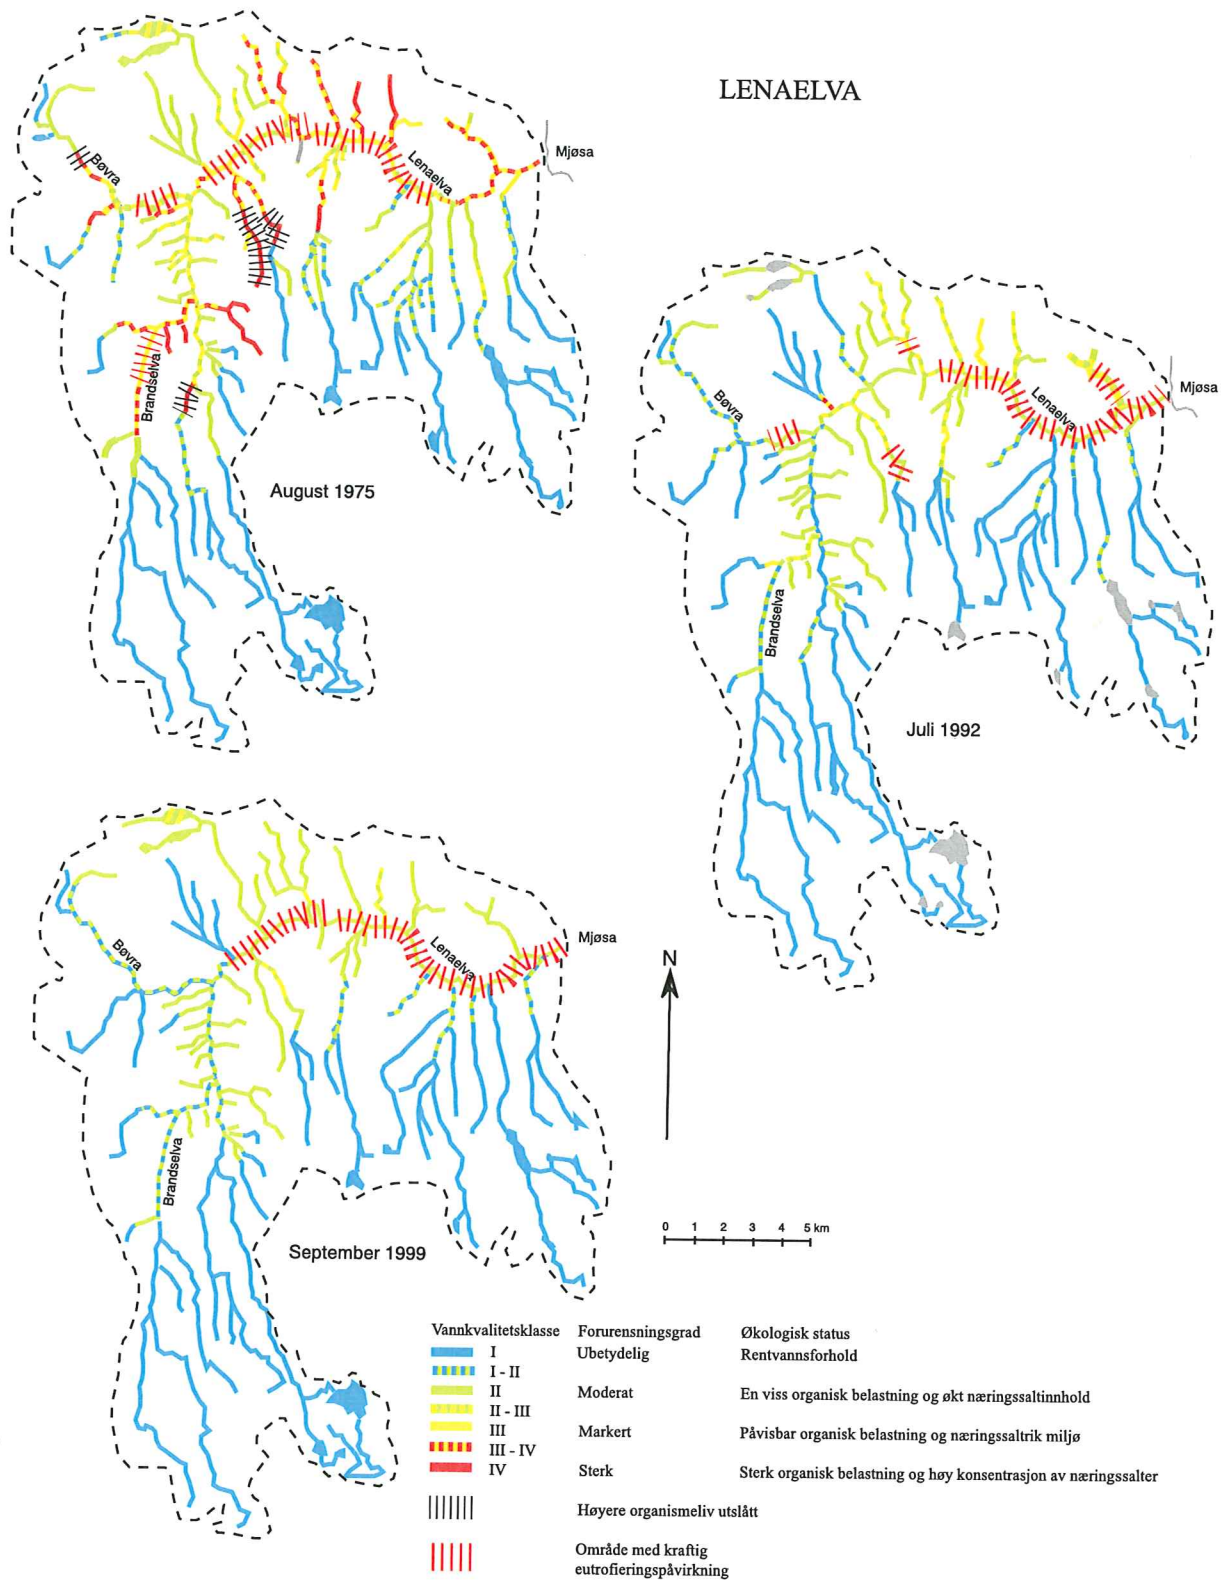 LENAELVA
Bøvra
Lenaelva
Mjøsa
Brandselva
August 1975
Bøvra
Lenaelva
Mjøsa
Brandselva
Juli 1992
Bøvra
Lenaelva
Mjøsa
Brandselva
September 1999
N
0 1 2 3 4 5 km
Vannkvalitetsklasse Forurensningsgrad Økologisk status
I Ubetydelig Rentvannsforhold
I - II
II Moderat En viss organisk belastning og økt næringssaltinnhold
II - III
III Markert Påvisbar organisk belastning og næringssaltrik miljø
III - IV
IV Sterk Sterk organisk belastning og høy konsentrasjon av næringssalter
Høyere organismeliv utslått
Område med kraftig
eutrofieringspåvirkning